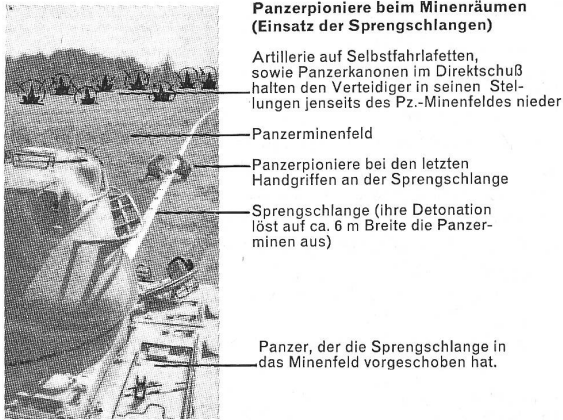 Panzerpioniere beim Minenräumen
(Einsatz der Sprengschlangen)
Artillerie auf Selbstfahrlafetten,
sowie Panzerkanonen im Direktschuß
halten den Verteidiger in seinen Stel-
lungen jenseits des Pz.-Minenfeldes nieder
Panzerminenfeld
Panzerpioniere bei den letzten
Handgriffen an der Sprengschlange
Sprengschlange (ihre Detonation
löst auf ca. 6 m Breite die Panzer-
minen aus)
Panzer, der die Sprengschlange in
das Minenfeld vorgeschoben hat.